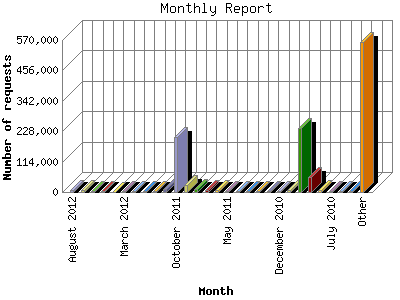 Monthly Report
570,000
456,000
342,000
228,000
114,000
0
Number of requests
August 2012
March 2012
October 2011
May 2011
December 2010
July 2010
Other
Month